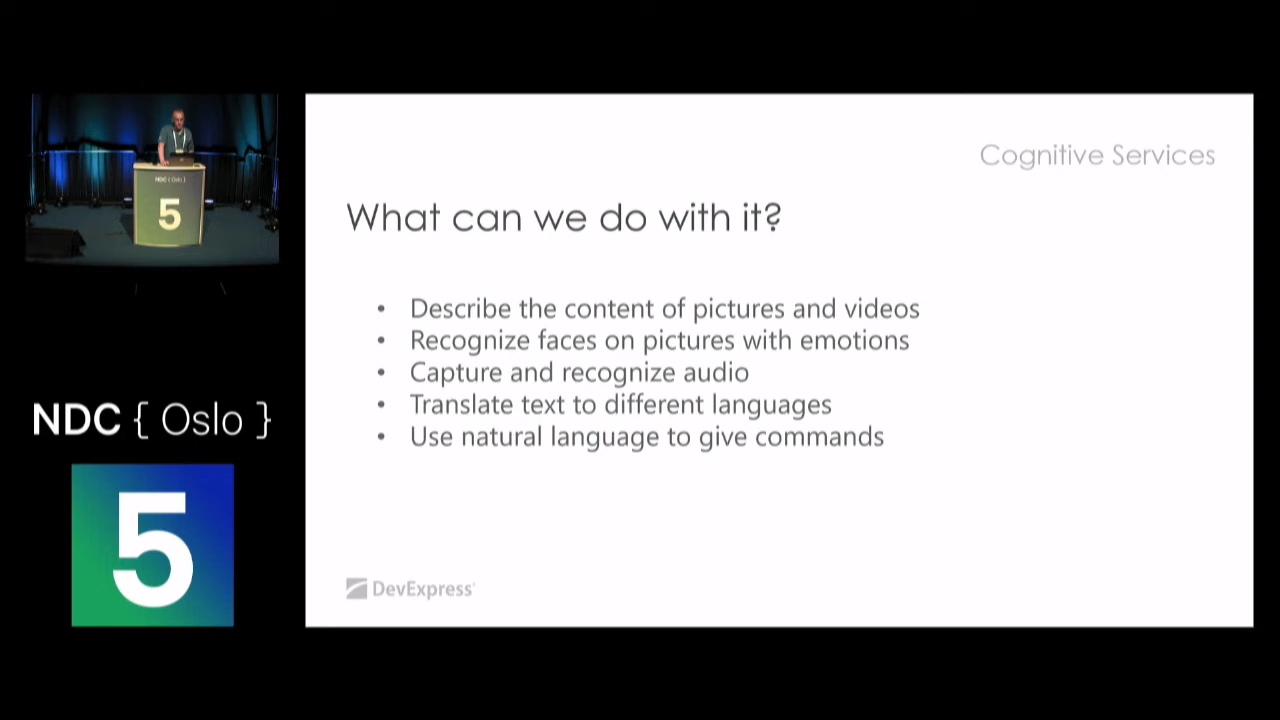 Cognitive Services
What can we do with it?
• Describe the content of pictures and videos
• Recognize faces on pictures with emotions
• Capture and recognize audio
• Translate text to different languages
• Use natural language to give commands
DevExpress
NDC { Oslo }
5
NDC { Oslo }
5